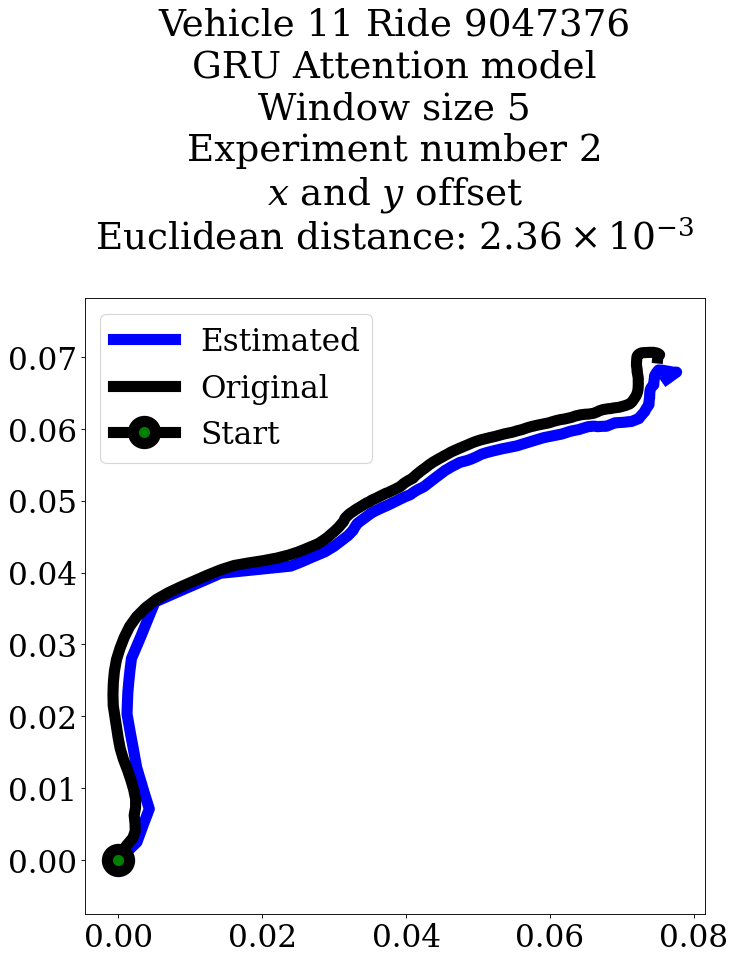 Vehicle 11 Ride 9047376
GRU Attention model
Window size 5
Experiment number 2
x and y offset
Euclidean distance: 2.36 × 10⁻³
Estimated
Original
Start
0.07
0.06
0.05
0.04
0.03
0.02
0.01
0.00
0.00 0.02 0.04 0.06 0.08